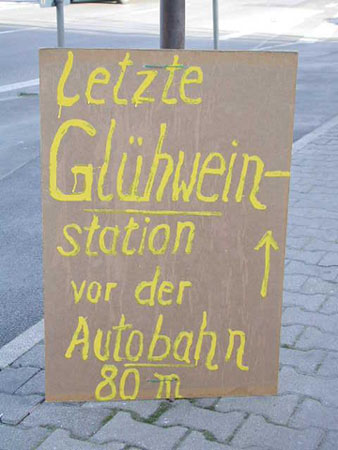 Letzte
Glühwein-
station
vor der
Autobahn
80 m